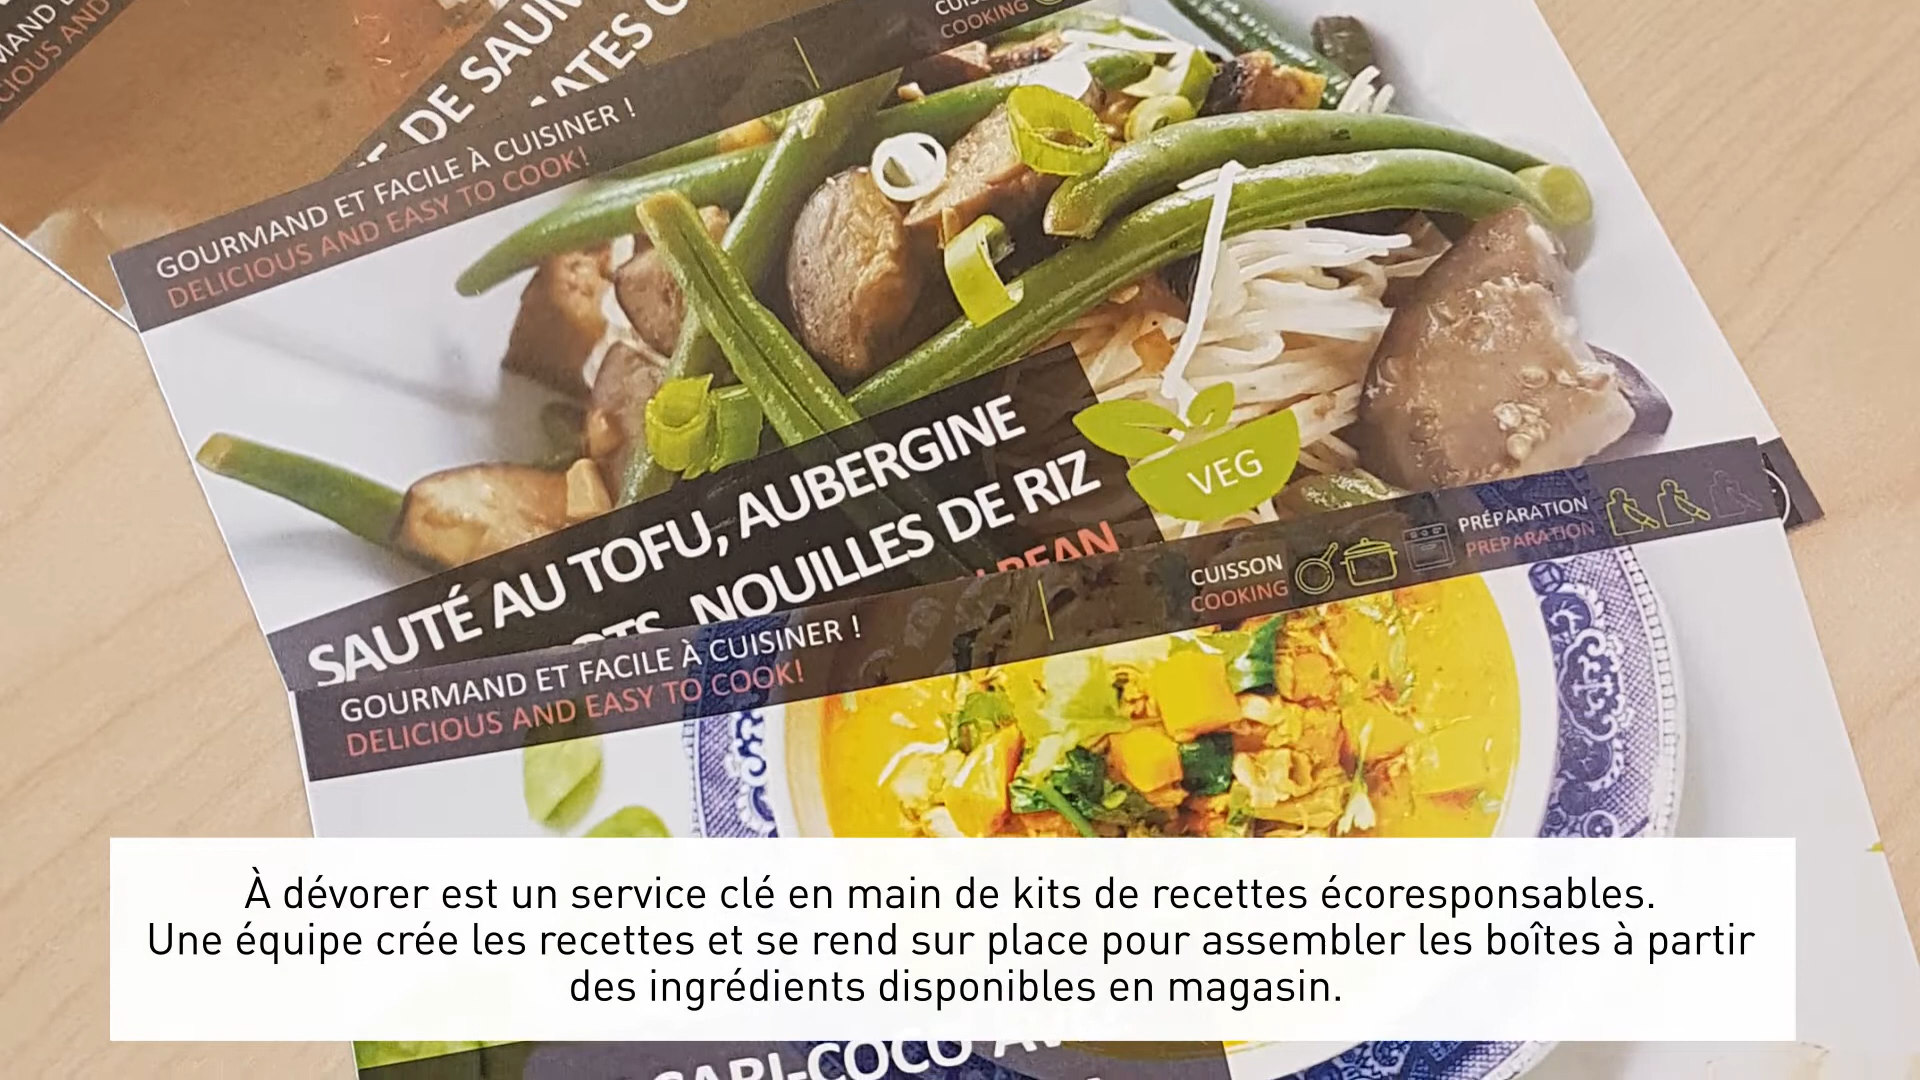 DE SAUM
GOURMAND ET FACILE À CUISINER !
DELICIOUS AND EASY TO COOK!
COOKING
SAUTÉ AU TOFU, AUBERGINE
NOUILLES DE RIZ
BEAN
VEG
GOURMAND ET FACILE À CUISINER !
DELICIOUS AND EASY TO COOK!
CUISSON
COOKING
PRÉPARATION
PREPARATION
À dévorer est un service clé en main de kits de recettes écoresponsables.
Une équipe crée les recettes et se rend sur place pour assembler les boîtes à partir
des ingrédients disponibles en magasin.
CARI-COCO